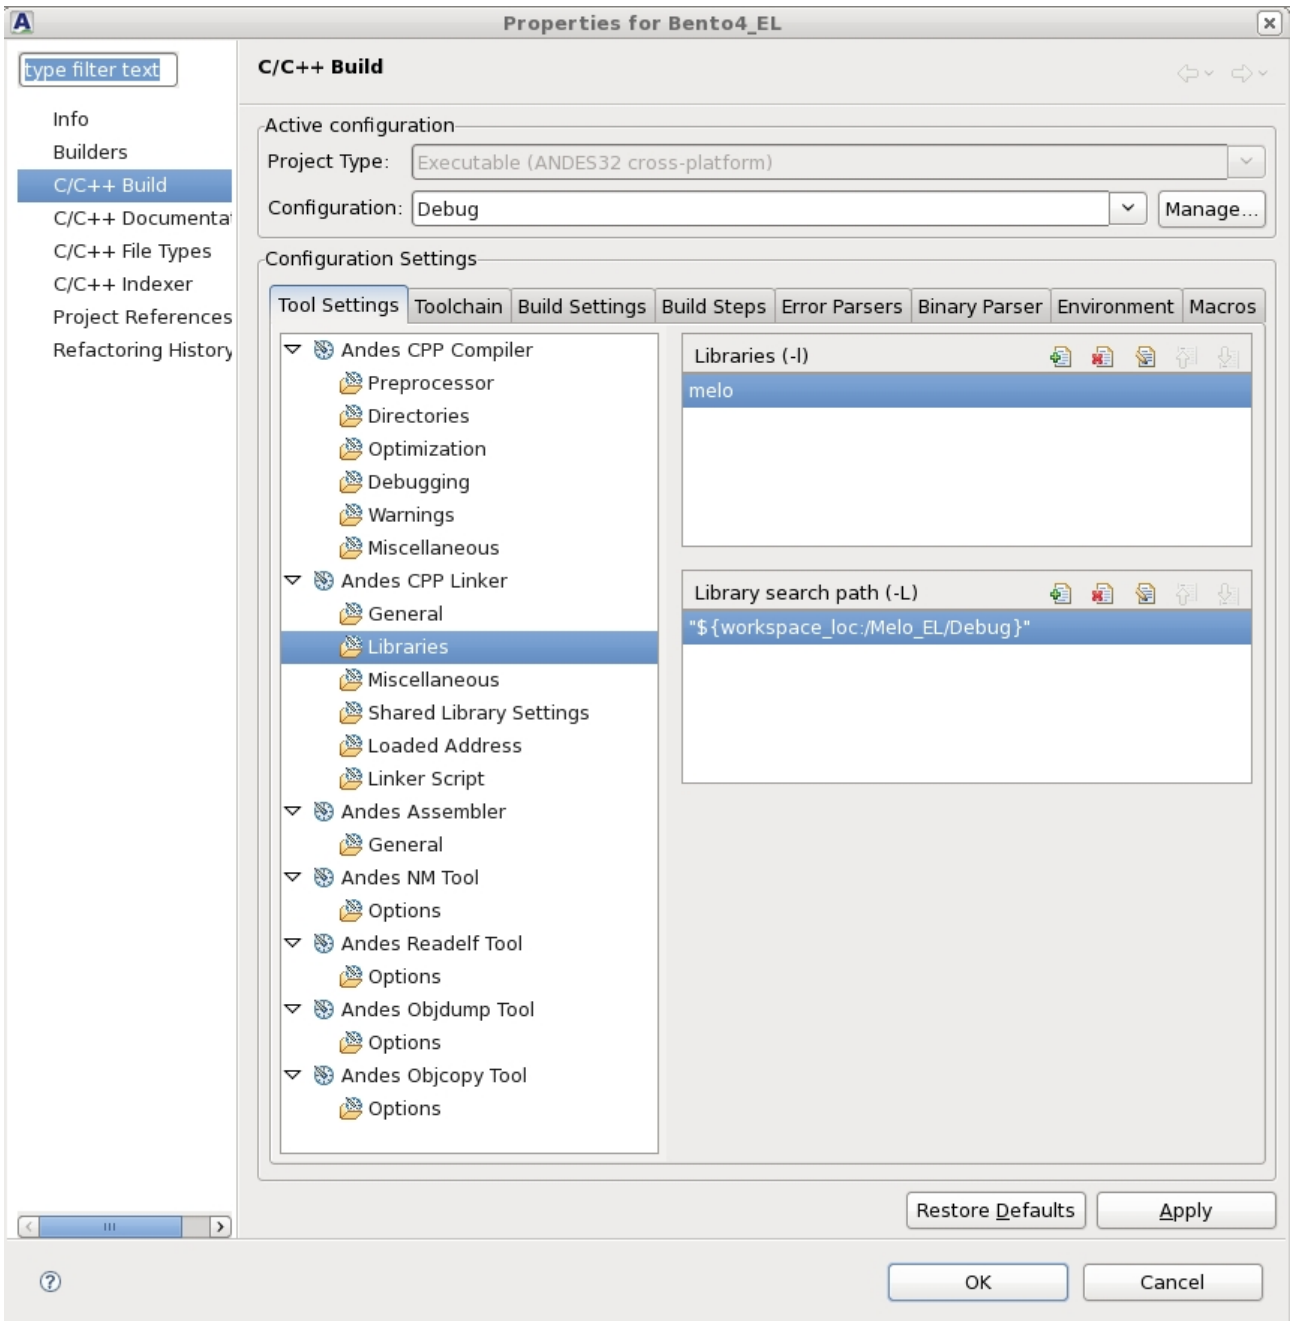 Properties for Bento4_EL
type filter text
Info
Builders
C/C++ Build
C/C++ Documenta
C/C++ File Types
C/C++ Indexer
Project References
Refactoring History
C/C++ Build
Active configuration
Project Type: Executable (ANDES32 cross-platform)
Configuration: Debug Manage...
Configuration Settings
Tool Settings Toolchain Build Settings Build Steps Error Parsers Binary Parser Environment Macros
Andes CPP Compiler
Preprocessor
Directories
Optimization
Debugging
Warnings
Miscellaneous
Andes CPP Linker
General
Libraries
Miscellaneous
Shared Library Settings
Loaded Address
Linker Script
Andes Assembler
General
Andes NM Tool
Options
Andes Readelf Tool
Options
Andes Objdump Tool
Options
Andes Objcopy Tool
Options
Libraries (-l)
melo
Library search path (-L)
"${workspace_loc:/Melo_EL/Debug}"
Restore Defaults Apply
OK Cancel